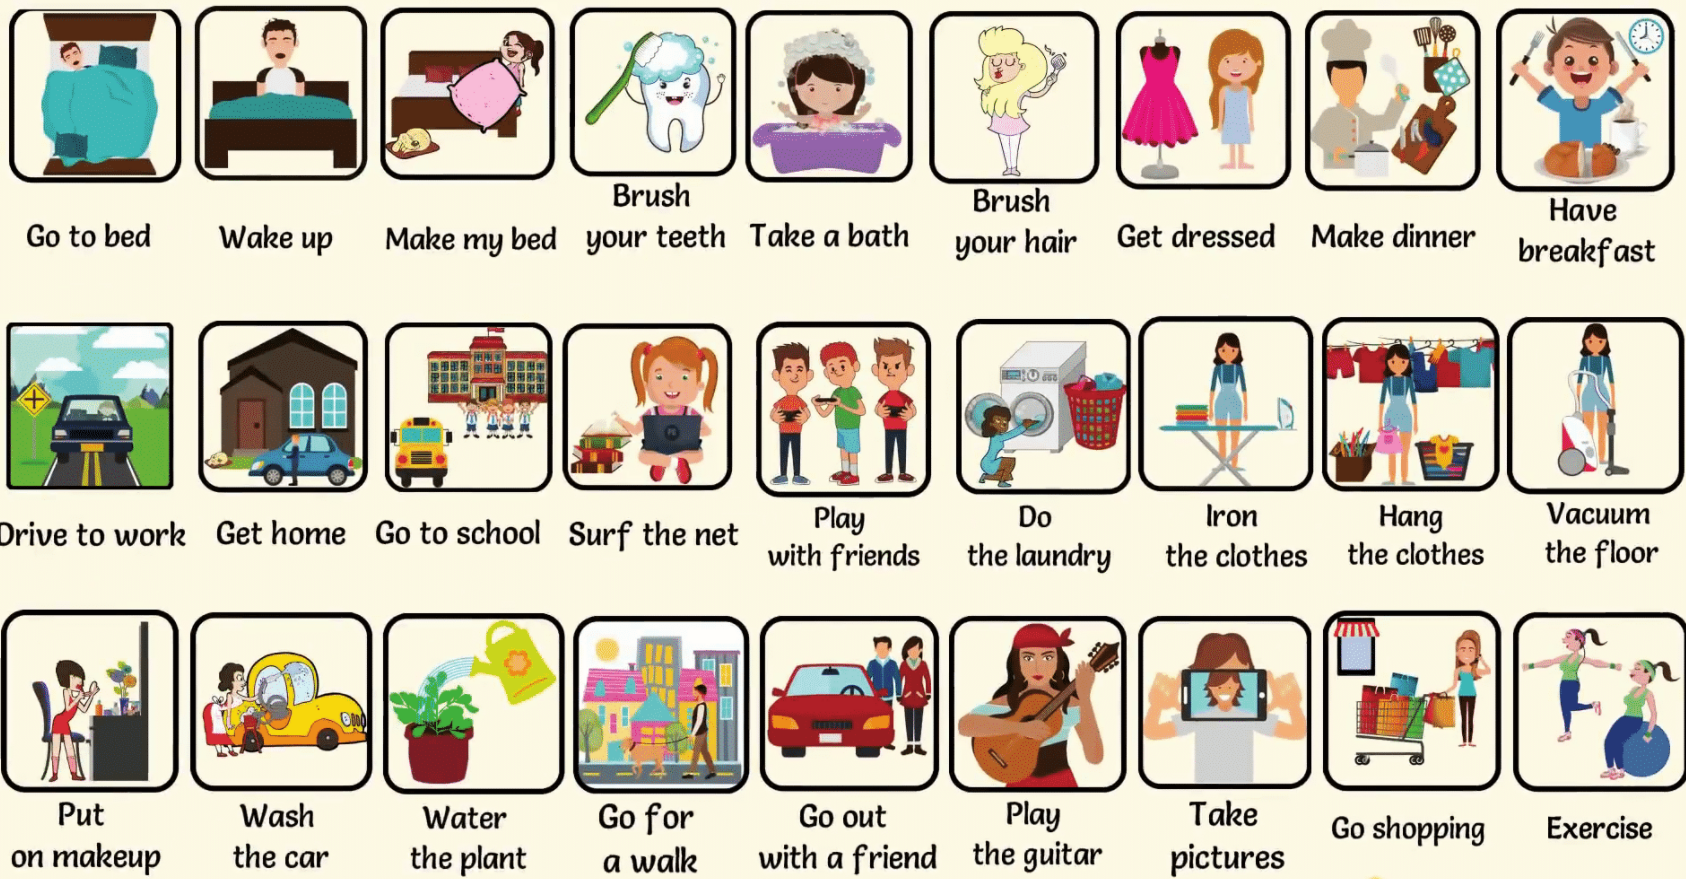 Go to bed
Wake up
Make my bed
Brush
your teeth
Take a bath
Brush
your hair
Get dressed
Make dinner
Have
breakfast
Drive to work
Get home
Go to school
Surf the net
Play
with friends
Do
the laundry
Iron
the clothes
Hang
the clothes
Vacuum
the floor
Put
on makeup
Wash
the car
Water
the plant
Go for
a walk
Go out
with a friend
Play
the guitar
Take
pictures
Go shopping
Exercise